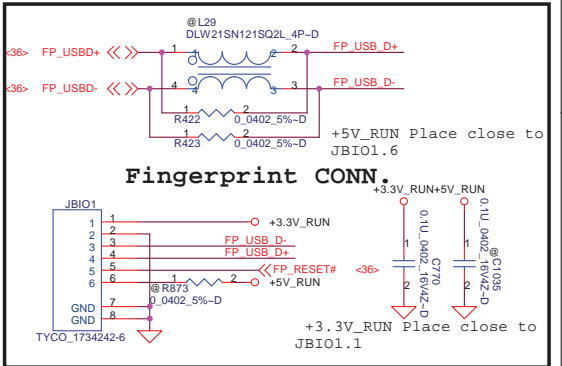 @ L29
DLW21SN121SQ2L_4P~D
<36> FP_USBD+ 1 1 2 2 FP_USB_D+
<36> FP_USBD- 4 4 3 3 FP_USB_D-
1 2
R422 0_0402_5%~D
1 2
R423 0_0402_5%~D
+5V_RUN Place close to
JBIO1.6
Fingerprint CONN.
JBIO1
1 1 +3.3V_RUN
2 2
3 3 FP_USB_D-
4 4 FP_USB_D+
5 5 FP_RESET# <36>
6 6 1 2 +5V_RUN
@ R873
0_0402_5%~D
GND 7
GND 8
TYCO_1734242-6
+3.3V_RUN +5V_RUN
1 2
0.1U_0402_16V4Z~D
C770
1 2
0.1U_0402_16V4Z~D
@C1035
+3.3V_RUN Place close to
JBIO1.1